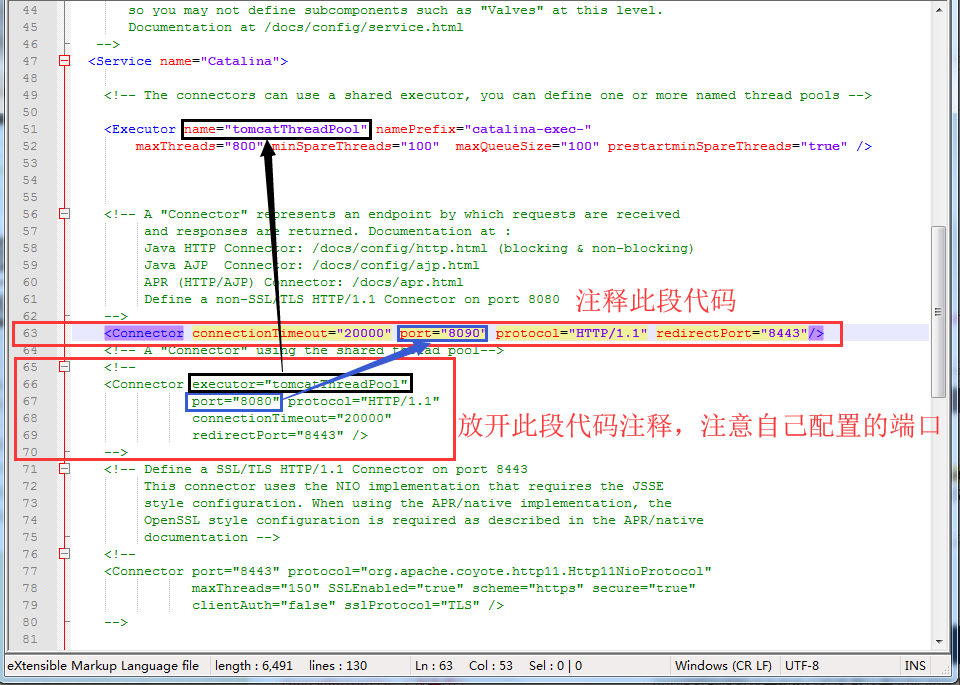 44 so you may not define subcomponents such as "Valves" at this level.
45 Documentation at /docs/config/service.html
46 -->
47 <Service name="Catalina">
48
49 <!-- The connectors can use a shared executor, you can define one or more named thread pools -->
50
51 <Executor name="tomcatThreadPool" namePrefix="catalina-exec-"
52 maxThreads="800" minSpareThreads="100" maxQueueSize="100" prestartminSpareThreads="true" />
53
54
55
56 <!-- A "Connector" represents an endpoint by which requests are received
57 and responses are returned. Documentation at :
58 Java HTTP Connector: /docs/config/http.html (blocking & non-blocking)
59 Java AJP  Connector: /docs/config/ajp.html
60 APR (HTTP/AJP) Connector: /docs/apr.html
61 Define a non-SSL/TLS HTTP/1.1 Connector on port 8080
注释此段代码
62 -->
63 <Connector connectionTimeout="20000" port="8090" protocol="HTTP/1.1" redirectPort="8443"/>
64 <!-- A "Connector" using the shared thread pool-->
65 <!--
66 <Connector executor="tomcatThreadPool"
67 port="8080" protocol="HTTP/1.1"
68 connectionTimeout="20000"
69 redirectPort="8443" />
放开此段代码注释，注意自己配置的端口
70 -->
71 <!-- Define a SSL/TLS HTTP/1.1 Connector on port 8443
72 This connector uses the NIO implementation that requires the JSSE
73 style configuration. When using the APR/native implementation, the
74 OpenSSL style configuration is required as described in the APR/native
75 documentation -->
76 <!--
77 <Connector port="8443" protocol="org.apache.coyote.http11.Http11NioProtocol"
78 maxThreads="150" SSLEnabled="true" scheme="https" secure="true"
79 clientAuth="false" sslProtocol="TLS" />
80 -->
81
eXtensible Markup Language file length : 6,491 lines : 130 Ln : 63 Col : 53 Sel : 0 | 0 Windows (CR LF) UTF-8 INS